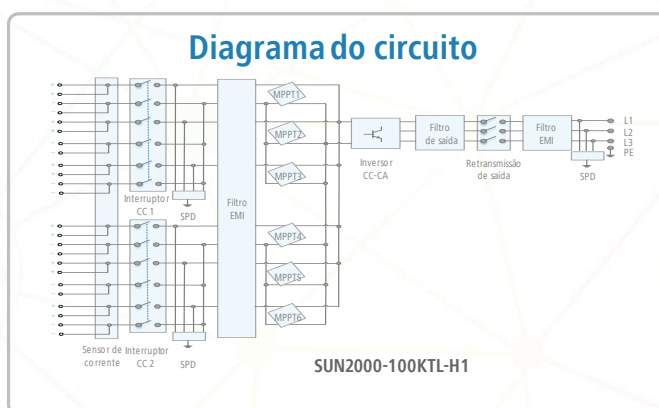 Diagrama do circuito
MPPT1
MPPT2
MPPT3
Interruptor
CC 1
SPD
Filtro
EMI
MPPT4
MPPT5
MPPT6
Sensor de
corrente
Interruptor
CC 2
SPD
Inversor
CC-CA
Filtro
de saída
Retransmissão
de saída
Filtro
EMI
L1
L2
L3
PE
SPD
SUN2000-100KTL-H1